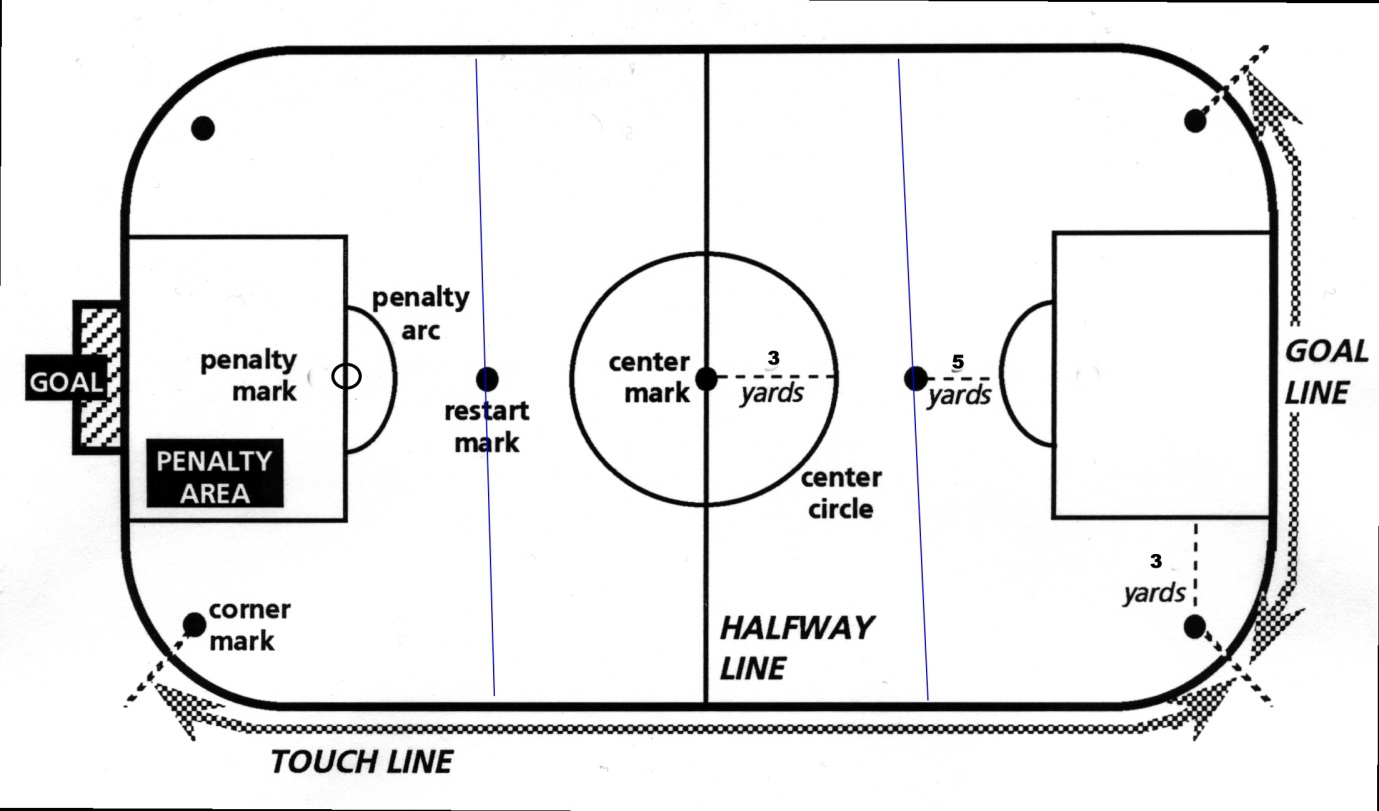 penalty
arc
GOAL
penalty
mark
restart
mark
center
mark
3
yards
5
yards
GOAL
LINE
PENALTY
AREA
center
circle
3
yards
corner
mark
HALFWAY
LINE
TOUCH LINE